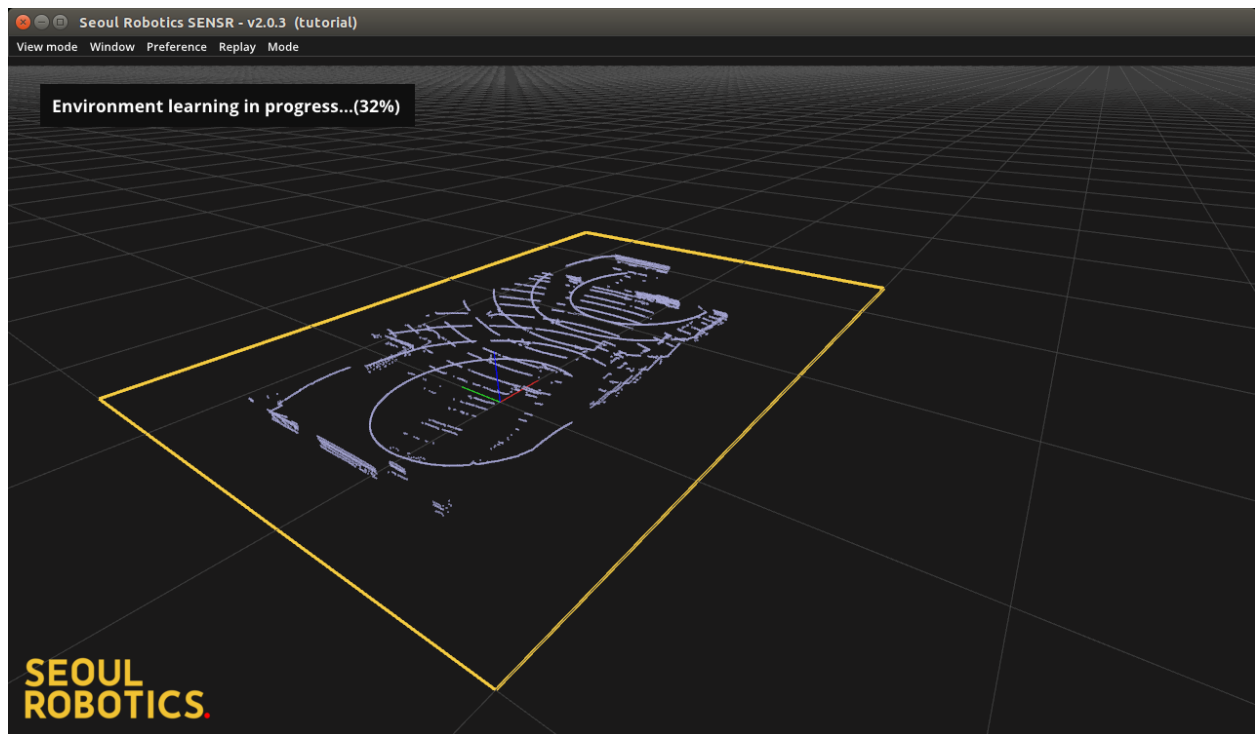 Seoul Robotics SENSR - v2.0.3 (tutorial)
View mode Window Preference Replay Mode
Environment learning in progress...(32%)
SEOUL
ROBOTICS.